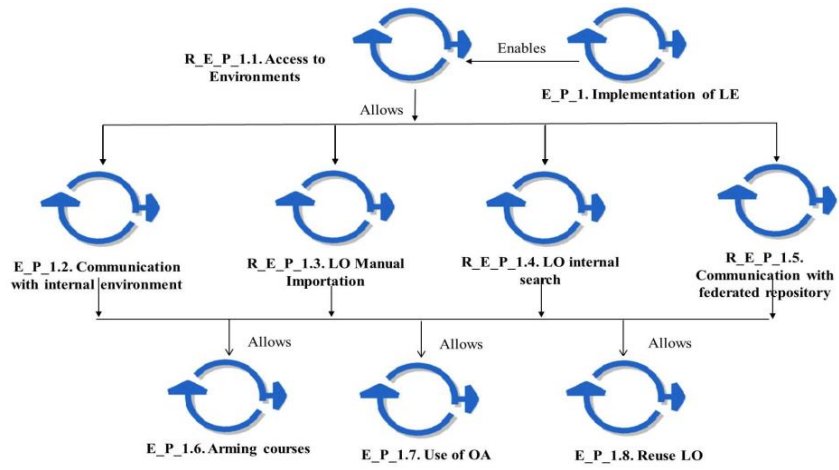 R_E_P_1.1. Access to
Environments
Enables
E_P_1. Implementation of LE
Allows
E_P_1.2. Communication
with internal environment
R_E_P_1.3. LO Manual
Importation
R_E_P_1.4. LO internal
search
R_E_P_1.5.
Communication with
federated repository
Allows
Allows
Allows
E_P_1.6. Arming courses
E_P_1.7. Use of OA
E_P_1.8. Reuse LO